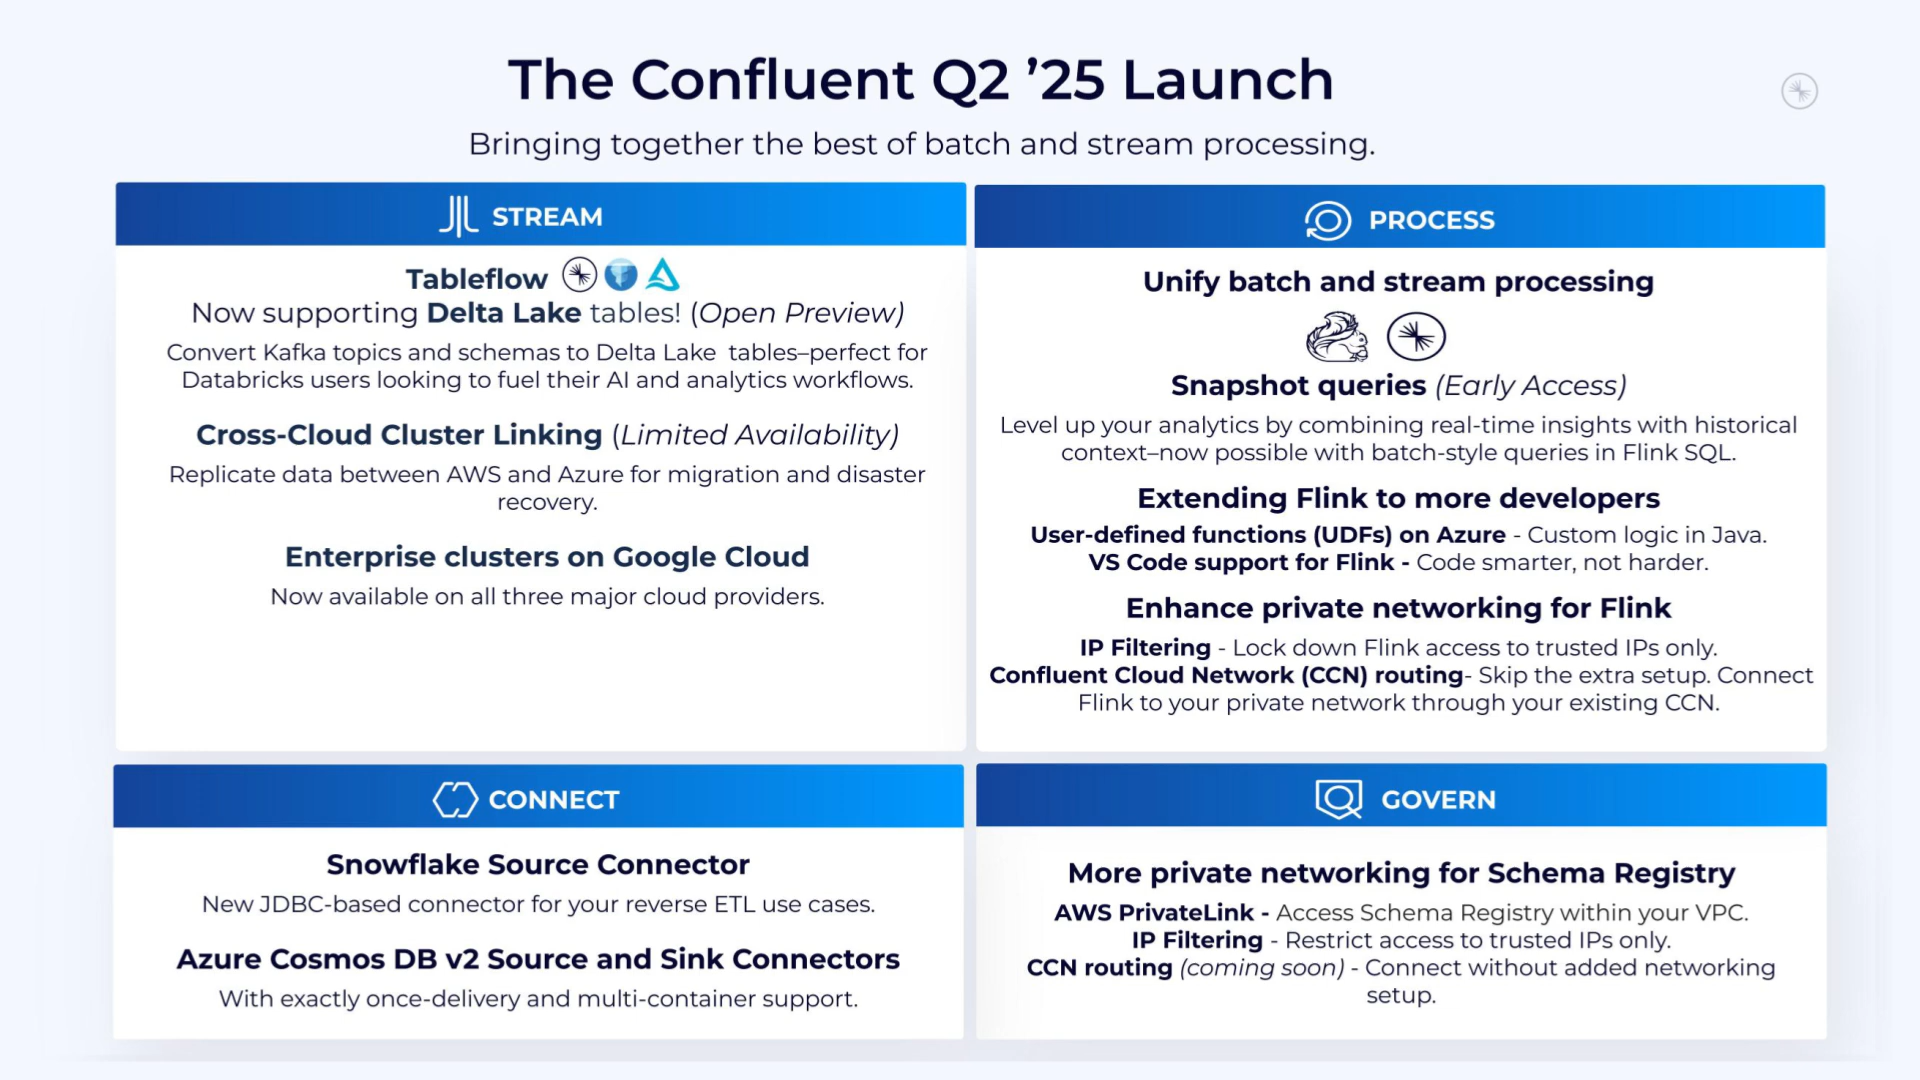 The Confluent Q2 ’25 Launch
Bringing together the best of batch and stream processing.
STREAM
Tableflow
Now supporting Delta Lake tables! (Open Preview)
Convert Kafka topics and schemas to Delta Lake  tables–perfect for
Databricks users looking to fuel their AI and analytics workflows.
Cross-Cloud Cluster Linking (Limited Availability)
Replicate data between AWS and Azure for migration and disaster
recovery.
Enterprise clusters on Google Cloud
Now available on all three major cloud providers.
PROCESS
Unify batch and stream processing
Snapshot queries (Early Access)
Level up your analytics by combining real-time insights with historical
context–now possible with batch-style queries in Flink SQL.
Extending Flink to more developers
User-defined functions (UDFs) on Azure - Custom logic in Java.
VS Code support for Flink - Code smarter, not harder.
Enhance private networking for Flink
IP Filtering - Lock down Flink access to trusted IPs only.
Confluent Cloud Network (CCN) routing- Skip the extra setup. Connect
Flink to your private network through your existing CCN.
CONNECT
Snowflake Source Connector
New JDBC-based connector for your reverse ETL use cases.
Azure Cosmos DB v2 Source and Sink Connectors
With exactly once-delivery and multi-container support.
GOVERN
More private networking for Schema Registry
AWS PrivateLink - Access Schema Registry within your VPC.
IP Filtering - Restrict access to trusted IPs only.
CCN routing (coming soon) - Connect without added networking
setup.